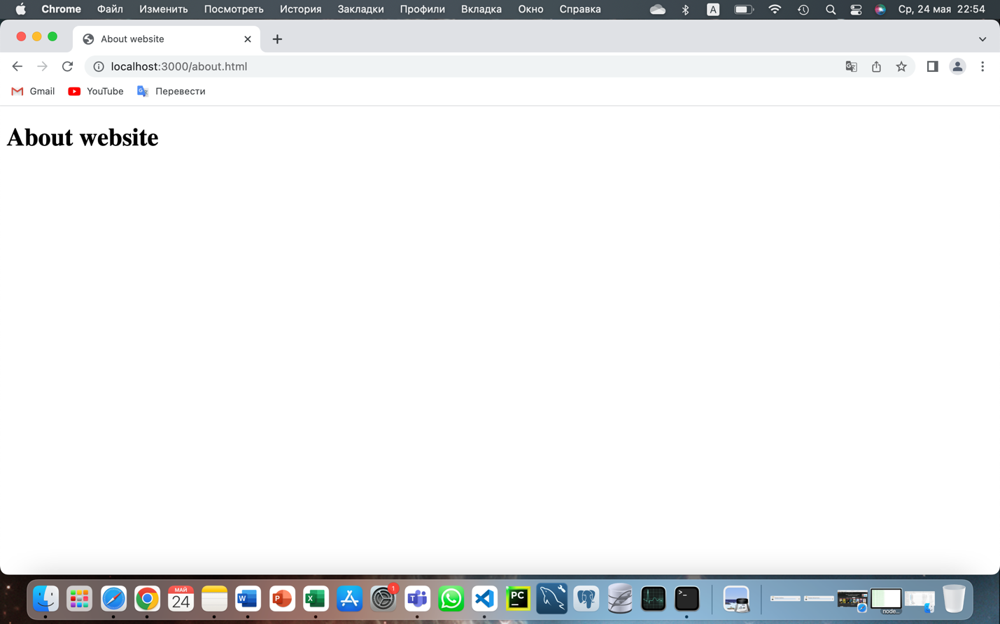 Chrome Файл Изменить Посмотреть История Закладки Профили Вкладка Окно Справка A Ср, 24 мая 22:54
About website
localhost:3000/about.html
Gmail YouTube Перевести
About website
МАЙ
24
W
P
X
1
PC
>_
node...